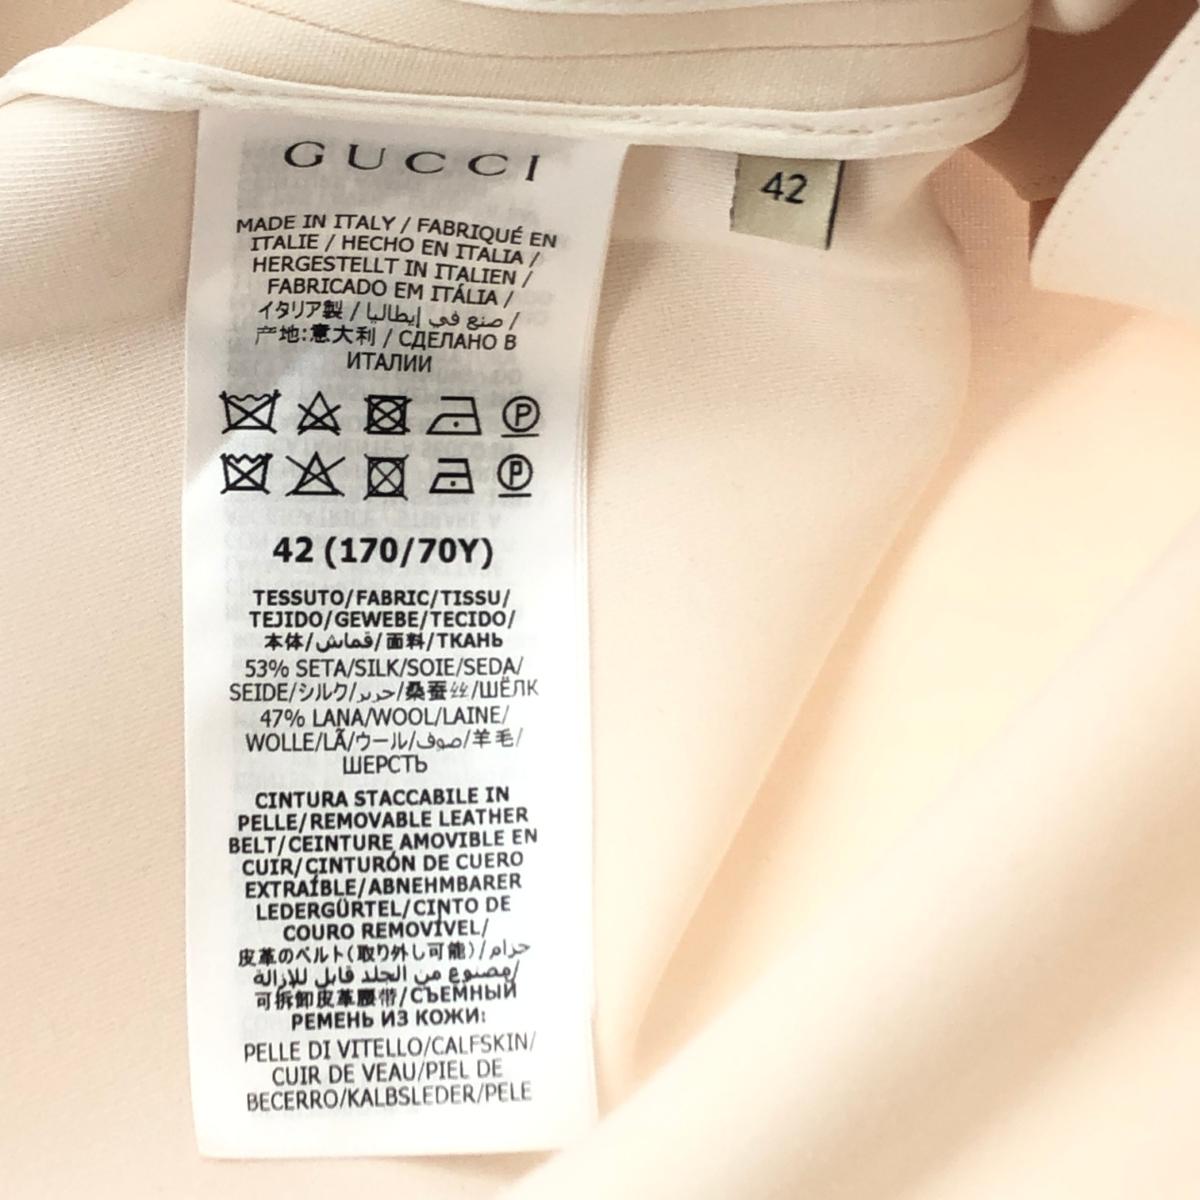 GUCCI
42
MADE IN ITALY / FABRIQUÉ EN
ITALIE / HECHO EN ITALIA /
HERGESTELLT IN ITALIEN /
FABRICADO EM ITÁLIA /
イタリア製 / صنع في إيطاليا /
产地:意大利 / СДЕЛАНО В
ИТАЛИИ
P
P
42 (170/70Y)
TESSUTO/FABRIC/TISSU/
TEJIDO/GEWEBE/TECIDO/
本体/قماش/面料/ТКАНЬ
53% SETA/SILK/SOIE/SEDA/
SEIDE/シルク/حرير/桑蚕丝/ШЁЛК
47% LANA/WOOL/LAINE/
WOLLE/LÃ/ウール/صوف/羊毛/
ШЕРСТЬ
CINTURA STACCABILE IN
PELLE/REMOVABLE LEATHER
BELT/CEINTURE AMOVIBLE EN
CUIR/CINTURÓN DE CUERO
EXTRAÍBLE/ABNEHMBARER
LEDERGÜRTEL/CINTO DE
COURO REMOVÍVEL/
皮革のベルト(取り外し可能)/حزام
مصنوع من الجلد قابل للإزالة/
可拆卸皮革腰带/СЪЕМНЫЙ
РЕМЕНЬ ИЗ КОЖИ:
PELLE DI VITELLO/CALFSKIN/
CUIR DE VEAU/PIEL DE
BECERRO/KALBSLEDER/PELE